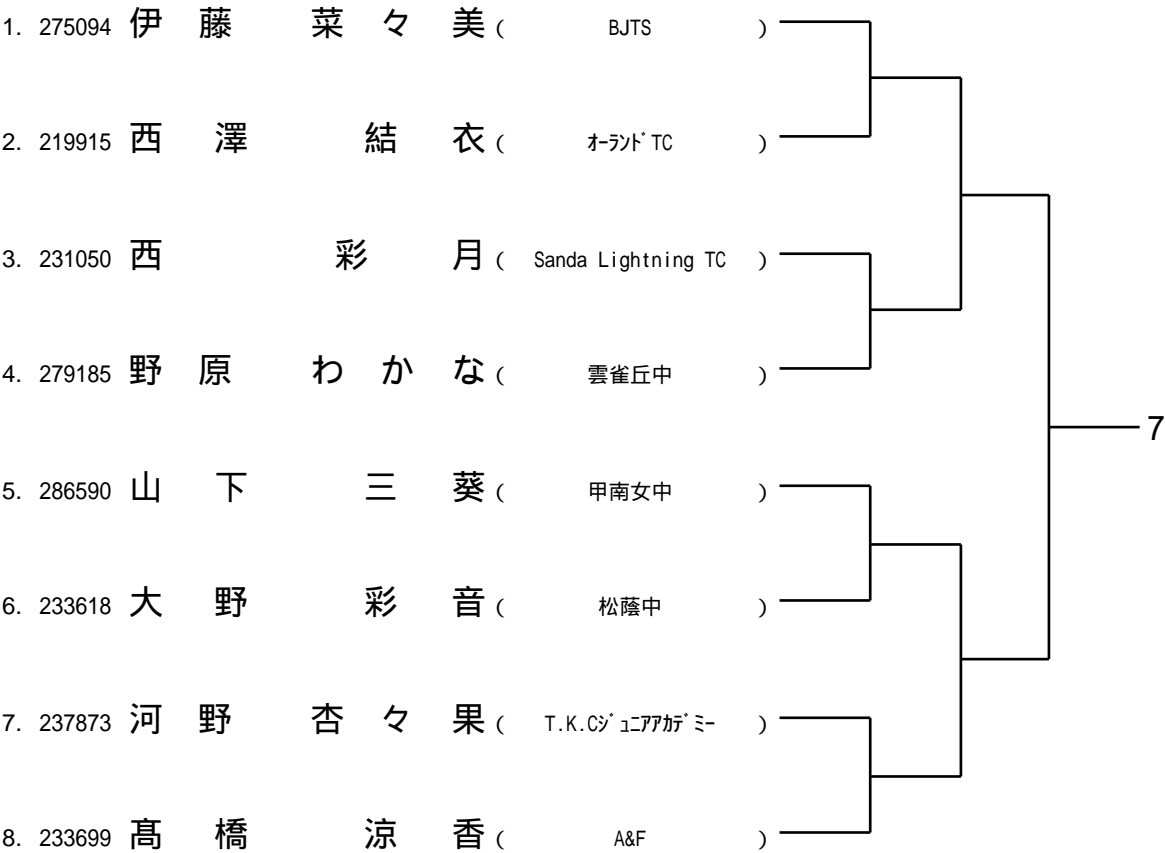 1. 275094 伊藤 菜々美 ( BJTS )
2. 219915 西澤 結衣 ( ｵｰﾗﾝﾄﾞTC )
3. 231050 西 彩月 ( Sanda Lightning TC )
4. 279185 野原 わかな ( 雲雀丘中 )
7
5. 286590 山下 三葵 ( 甲南女中 )
6. 233618 大野 彩音 ( 松蔭中 )
7. 237873 河野 杏々果 ( T.K.Cｼﾞｭﾆｱｱｶﾃﾞﾐｰ )
8. 233699 髙橋 涼香 ( A&F )